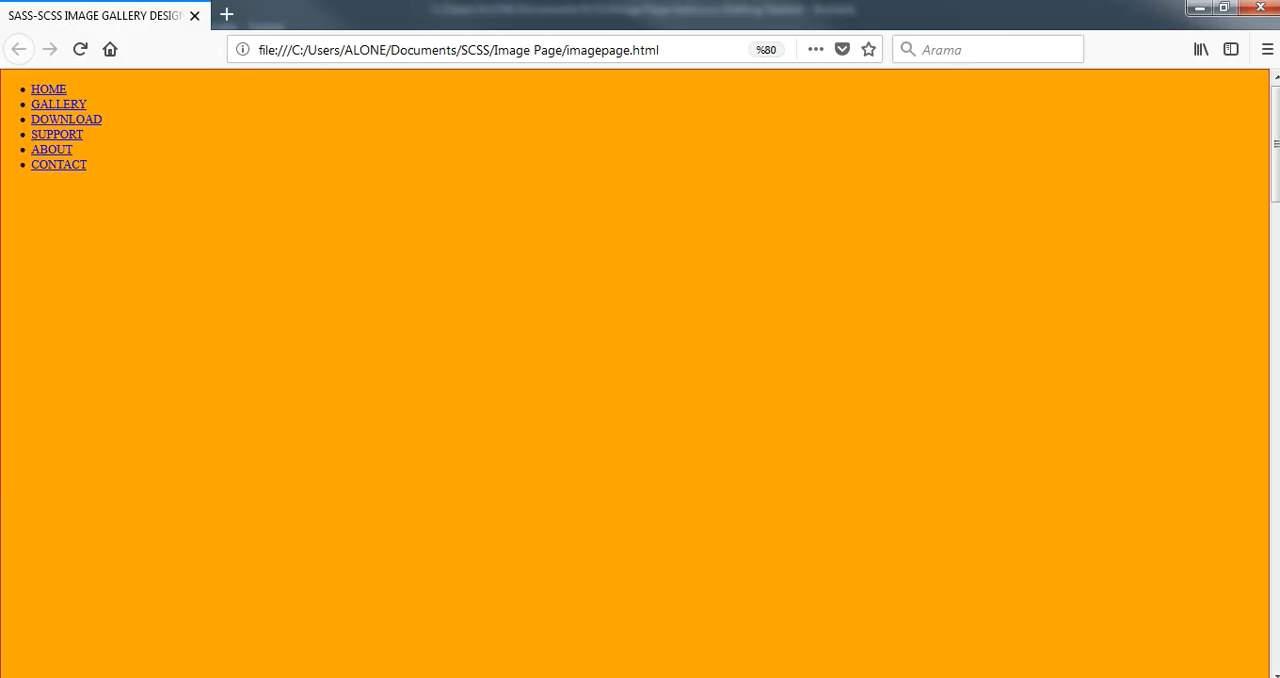 SASS-SCSS IMAGE GALLERY DESIG
file:///C:/Users/ALONE/Documents/SCSS/Image Page/imagepage.html
%80
Arama
HOME
GALLERY
DOWNLOAD
SUPPORT
ABOUT
CONTACT